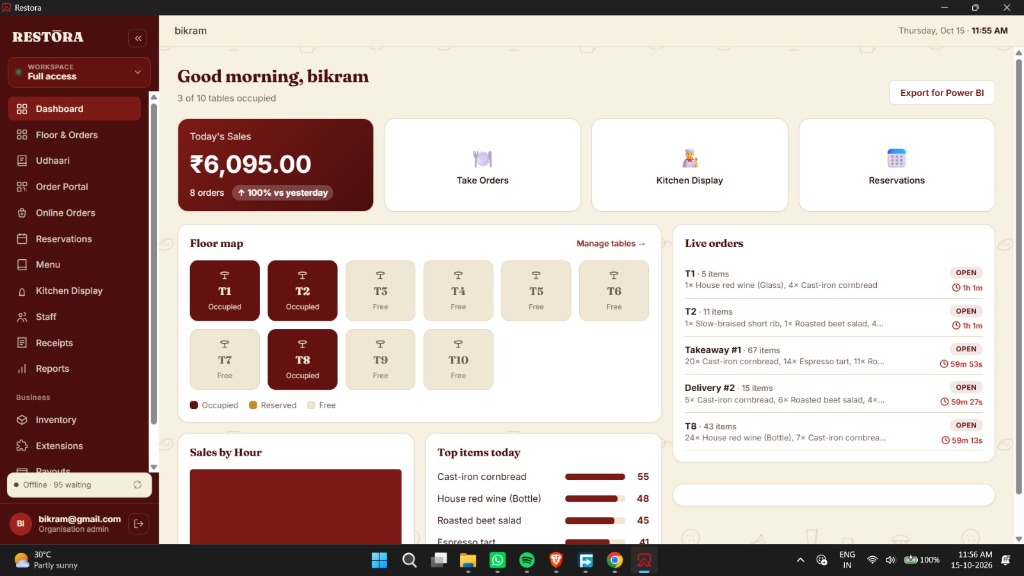 Restora
RESTŌRA
«
WORKSPACE
Full access
Dashboard
Floor & Orders
Udhaari
Order Portal
Online Orders
Reservations
Menu
Kitchen Display
Staff
Receipts
Reports
Business
Inventory
Extensions
Payouts
Offline · 95 waiting
BI
bikram@gmail.com
Organisation admin
bikram
Thursday, Oct 15 · 11:55 AM
Good morning, bikram
3 of 10 tables occupied
Export for Power BI
Today's Sales
₹6,095.00
8 orders ↑ 100% vs yesterday
Take Orders
Kitchen Display
Reservations
Floor map
Manage tables →
T1
Occupied
T2
Occupied
T3
Free
T4
Free
T5
Free
T6
Free
T7
Free
T8
Occupied
T9
Free
T10
Free
Occupied Reserved Free
Live orders
T1 · 5 items OPEN
1× House red wine (Glass), 4× Cast-iron cornbread 1h 1m
T2 · 11 items OPEN
1× Slow-braised short rib, 1× Roasted beet salad, 4... 1h 1m
Takeaway #1 · 67 items OPEN
20× Cast-iron cornbread, 14× Espresso tart, 11× Ro... 59m 53s
Delivery #2 · 15 items OPEN
5× Cast-iron cornbread, 6× Roasted beet salad, 4×... 59m 27s
T8 · 43 items OPEN
24× House red wine (Bottle), 7× Cast-iron cornbrea... 59m 13s
Sales by Hour
Top items today
Cast-iron cornbread 55
House red wine (Bottle) 48
Roasted beet salad 45
Espresso tart 41
30°C
Partly sunny
ENG
IN
100%
11:56 AM
15-10-2026